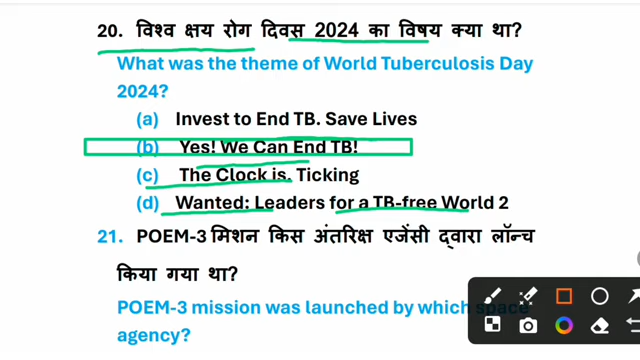 20. विश्व क्षय रोग दिवस 2024 का विषय क्या था?
What was the theme of World Tuberculosis Day
2024?
(a) Invest to End TB. Save Lives
(b) Yes! We Can End TB!
(c) The Clock is. Ticking
(d) Wanted: Leaders for a TB-free World 2
21. POEM-3 मिशन किस अंतरिक्ष एजेंसी द्वारा लॉन्च
किया गया था?
POEM-3 mission was launched by which space
agency?